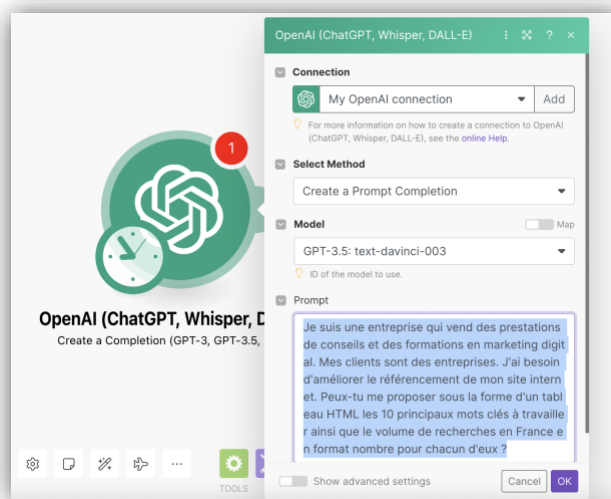 OpenAI (ChatGPT, Whisper, DALL-E)
Connection
My OpenAI connection
Add
For more information on how to create a connection to OpenAI
(ChatGPT, Whisper, DALL-E), see the online Help.
Select Method
Create a Prompt Completion
Model
Map
GPT-3.5: text-davinci-003
ID of the model to use.
Prompt
Je suis une entreprise qui vend des prestations
de conseils et des formations en marketing digit
al. Mes clients sont des entreprises. J'ai besoin
d'améliorer le référencement de mon site intern
et. Peux-tu me proposer sous la forme d'un tabl
eau HTML les 10 principaux mots clés à travaille
r ainsi que le volume de recherches en France e
n format nombre pour chacun d'eux ?
Show advanced settings
Cancel
OK
1
OpenAI (ChatGPT, Whisper, D
Create a Completion (GPT-3, GPT-3.5,
TOOLS